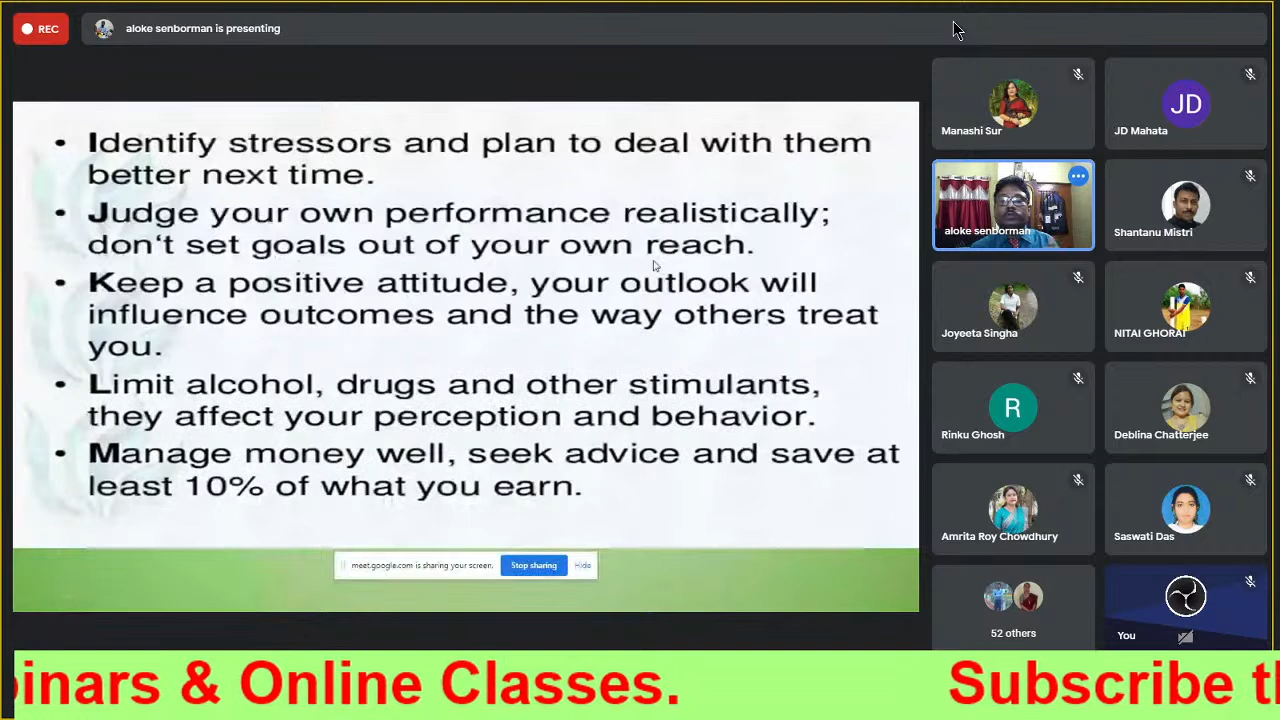 REC
aloke senborman is presenting
• Identify stressors and plan to deal with them
better next time.
• Judge your own performance realistically;
don‘t set goals out of your own reach.
• Keep a positive attitude, your outlook will
influence outcomes and the way others treat
you.
• Limit alcohol, drugs and other stimulants,
they affect your perception and behavior.
• Manage money well, seek advice and save at
least 10% of what you earn.
meet.google.com is sharing your screen.
Stop sharing
Hide
Manashi Sur
JD
JD Mahata
aloke senborman
Shantanu Mistri
Joyeeta Singha
NITAI GHORAI
R
Rinku Ghosh
Deblina Chatterjee
Amrita Roy Chowdhury
Saswati Das
52 others
You
inars & Online Classes.
Subscribe